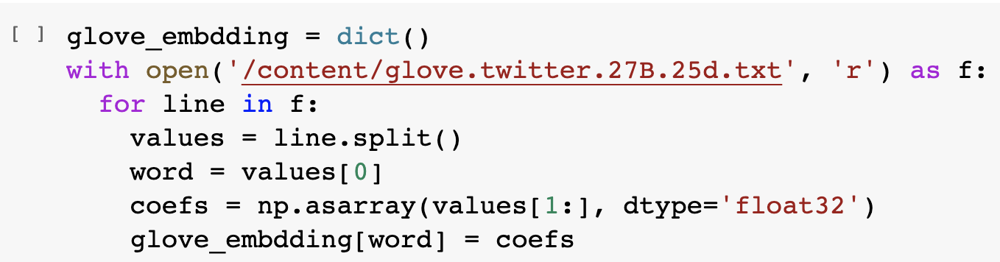 [ ] glove_embdding = dict()
with open('/content/glove.twitter.27B.25d.txt', 'r') as f:
  for line in f:
    values = line.split()
    word = values[0]
    coefs = np.asarray(values[1:], dtype='float32')
    glove_embdding[word] = coefs